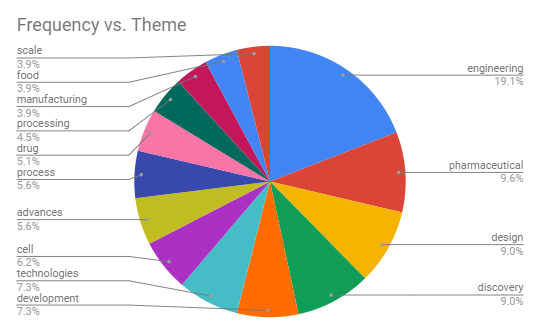 Frequency vs. Theme
scale
3.9%
food
3.9%
manufacturing
3.9%
processing
4.5%
drug
5.1%
process
5.6%
advances
5.6%
cell
6.2%
technologies
7.3%
development
7.3%
engineering
19.1%
pharmaceutical
9.6%
design
9.0%
discovery
9.0%